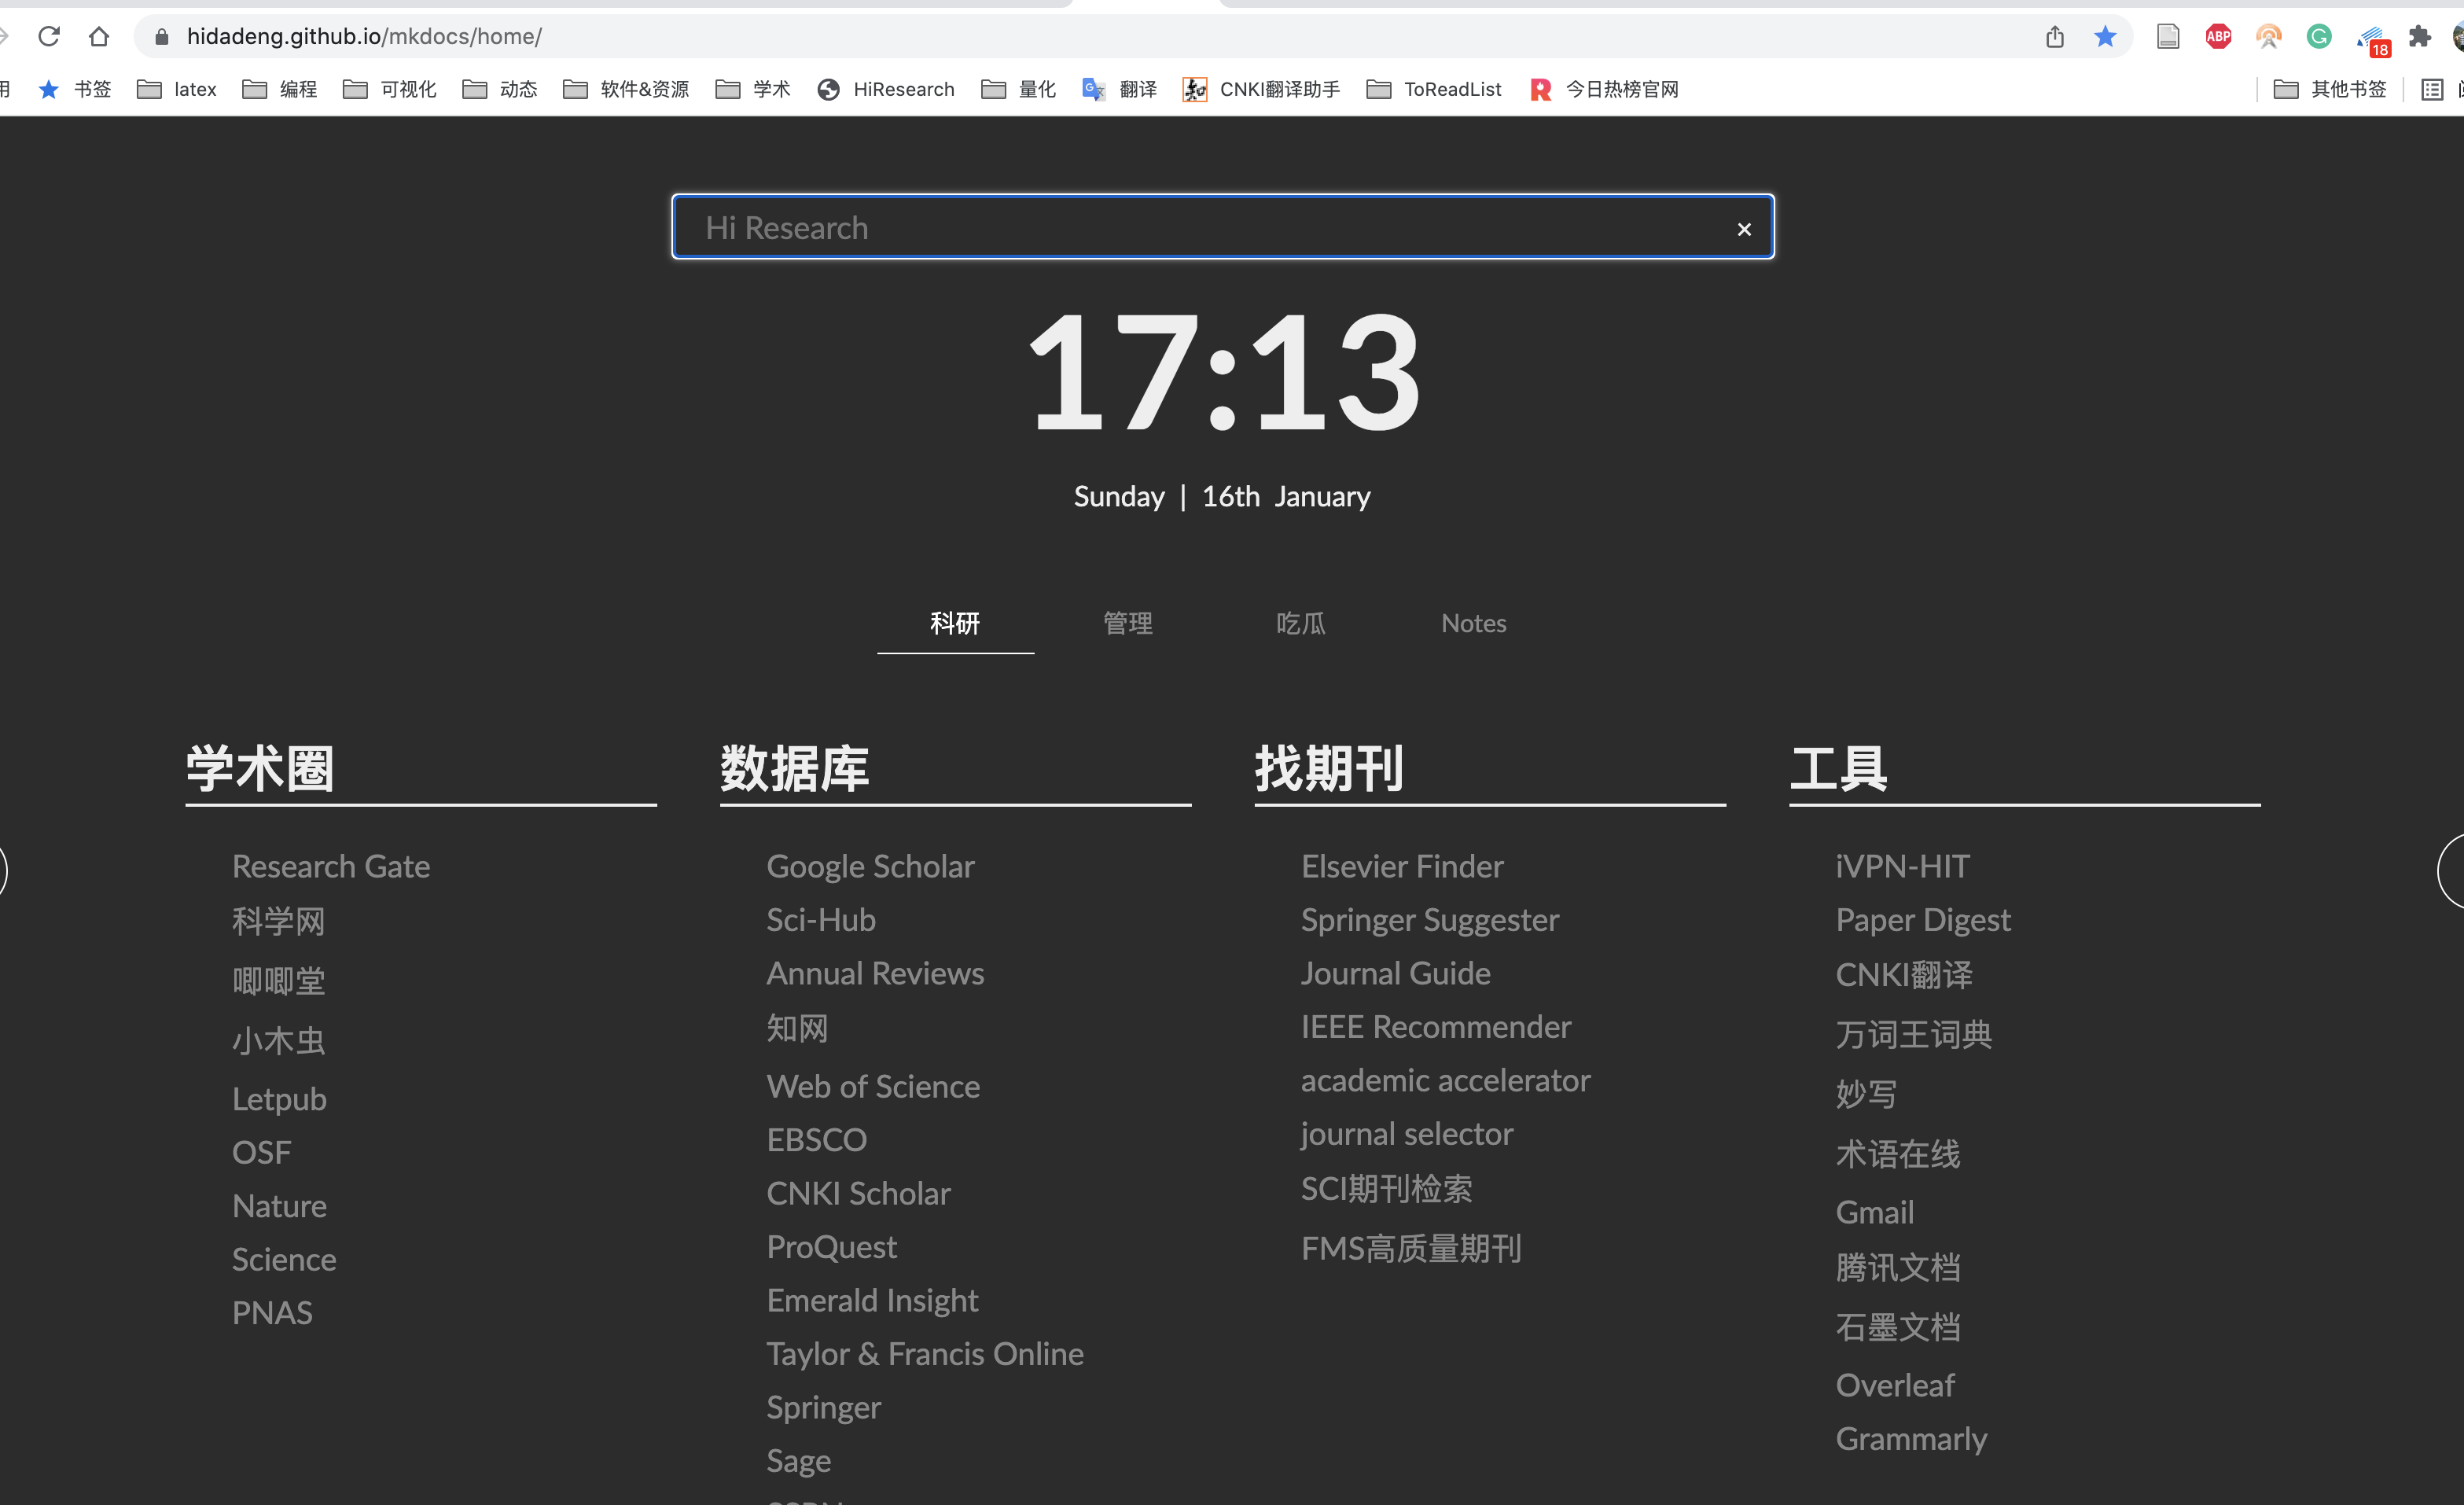 hidadeng.github.io/mkdocs/home/
ABP
18
书签 latex 编程 可视化 动态 软件&资源 学术 HiResearch 量化 翻译 CNKI翻译助手 ToReadList 今日热榜官网 其他书签
Hi Research ×
17:13
Sunday | 16th January
科研 管理 吃瓜 Notes
学术圈
Research Gate
科学网
唧唧堂
小木虫
Letpub
OSF
Nature
Science
PNAS
数据库
Google Scholar
Sci-Hub
Annual Reviews
知网
Web of Science
EBSCO
CNKI Scholar
ProQuest
Emerald Insight
Taylor & Francis Online
Springer
Sage
找期刊
Elsevier Finder
Springer Suggester
Journal Guide
IEEE Recommender
academic accelerator
journal selector
SCI期刊检索
FMS高质量期刊
工具
iVPN-HIT
Paper Digest
CNKI翻译
万词王词典
妙写
术语在线
Gmail
腾讯文档
石墨文档
Overleaf
Grammarly